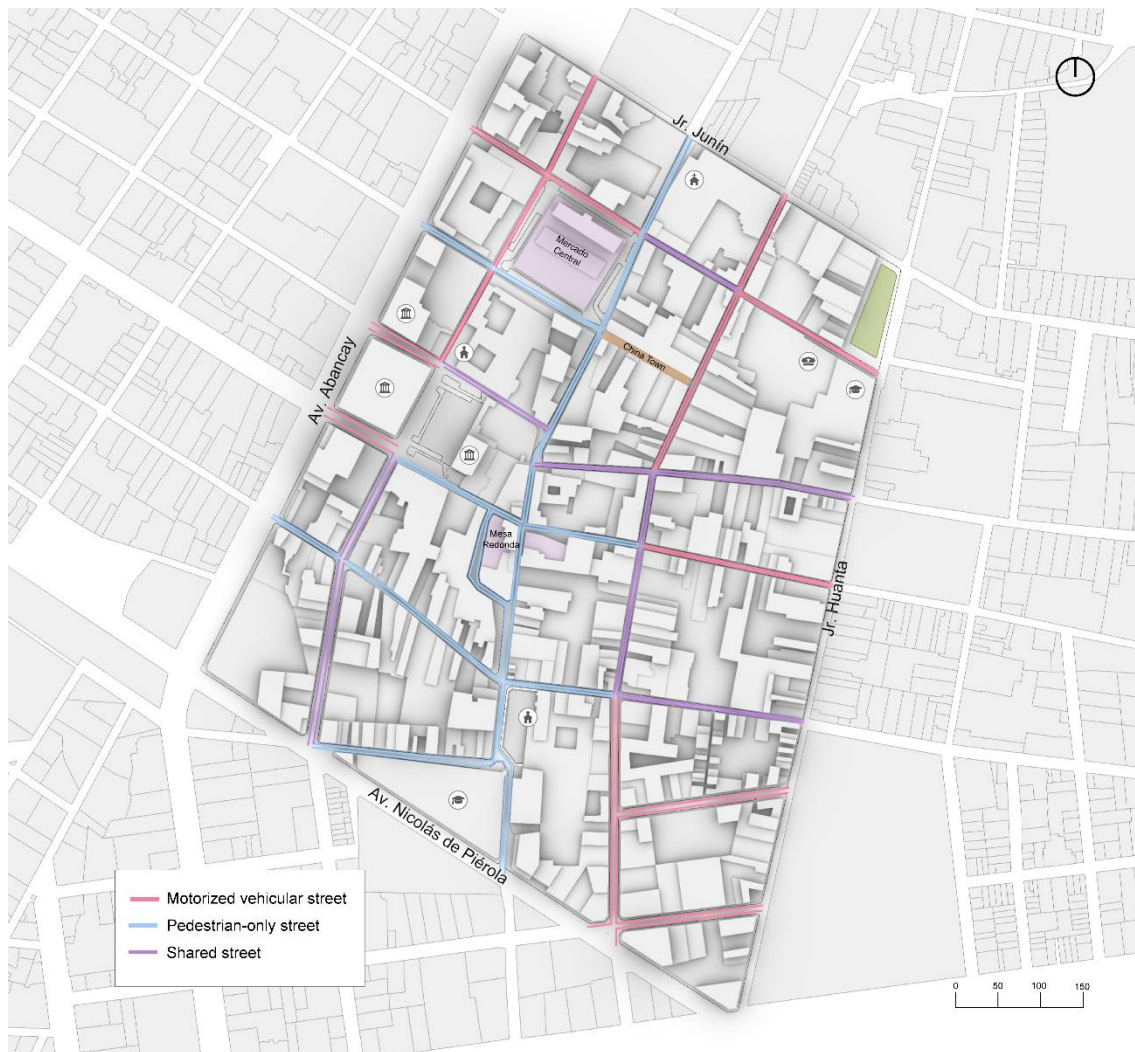 Jr. Junín
Mercado
Central
China Town
Av. Abancay
Mesa
Redonda
Jr. Huanta
Av. Nicolás de Piérola
Motorized vehicular street
Pedestrian-only street
Shared street
0 50 100 150